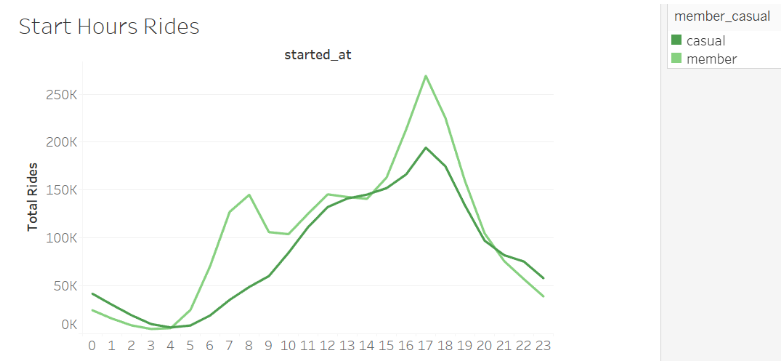 Start Hours Rides
member_casual
casual
member
started_at
250K
200K
150K
100K
50K
0K
Total Rides
0 1 2 3 4 5 6 7 8 9 10 11 12 13 14 15 16 17 18 19 20 21 22 23